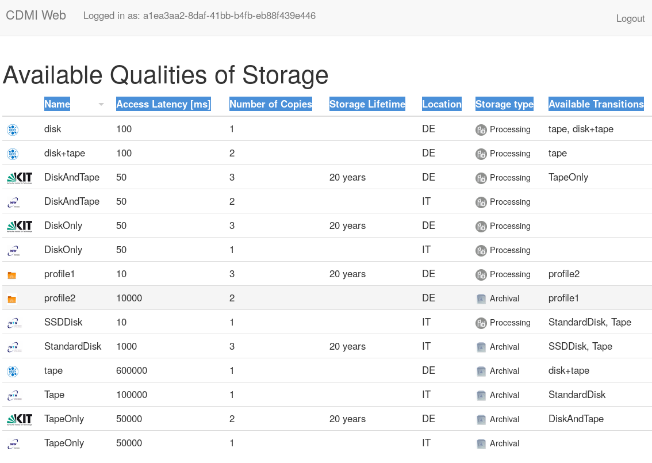 CDMI Web Logged in as: a1ea3aa2-8daf-41bb-b4fb-eb88f439e446 Logout
Available Qualities of Storage
Name Access Latency [ms] Number of Copies Storage Lifetime Location Storage type Available Transitions
disk 100 1 DE Processing tape, disk+tape
disk+tape 100 2 DE Processing tape
KIT DiskAndTape 50 3 20 years DE Processing TapeOnly
DiskAndTape 50 2 IT Processing
KIT DiskOnly 50 3 20 years DE Processing
DiskOnly 50 1 IT Processing
profile1 10 3 20 years DE Processing profile2
profile2 10000 2 DE Archival profile1
SSDDisk 10 1 IT Processing StandardDisk, Tape
StandardDisk 1000 3 20 years IT Archival SSDDisk, Tape
tape 600000 1 DE Archival disk+tape
Tape 100000 1 IT Archival StandardDisk
KIT TapeOnly 50000 2 20 years DE Archival DiskAndTape
TapeOnly 50000 1 IT Archival